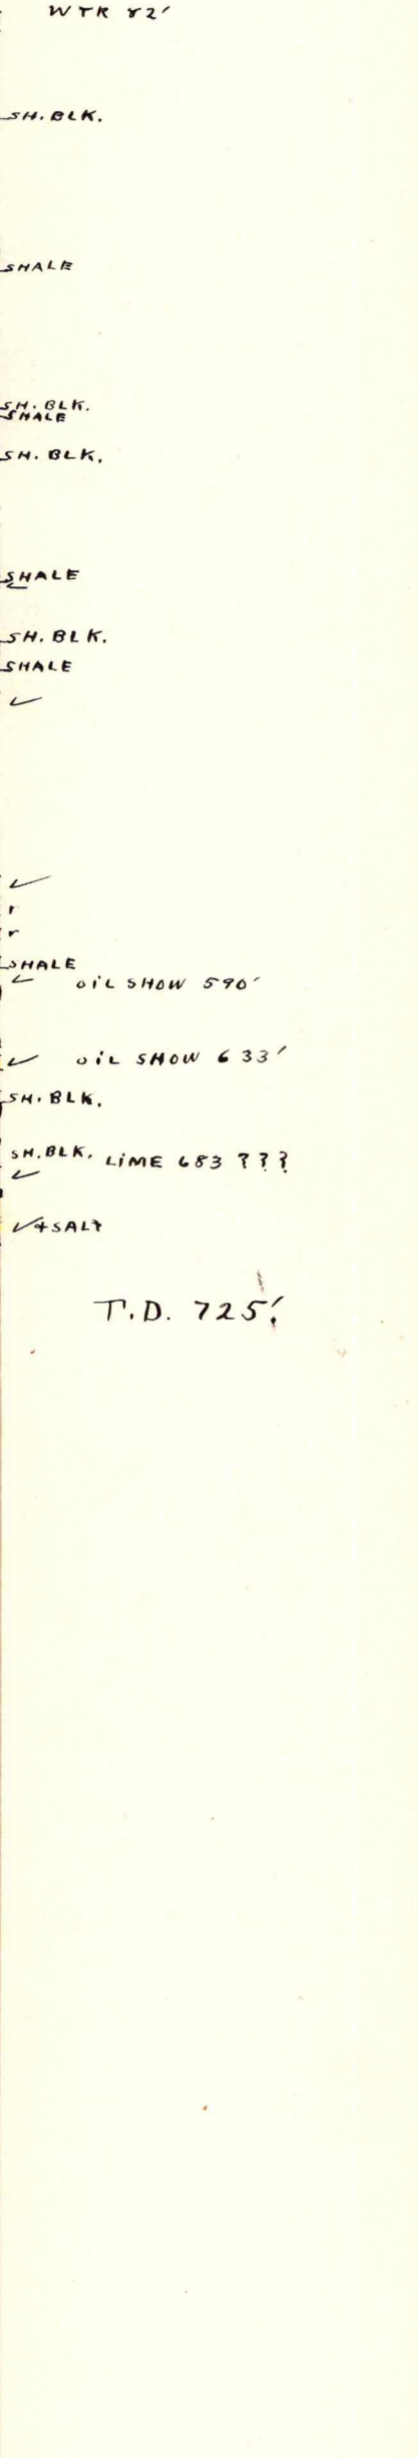 WTR 82'
SH. BLK.
SHALE
SH. BLK.
SHALE
SH. BLK.
SHALE
SH. BLK.
SHALE
SHALE
OIL SHOW 590'
OIL SHOW 633'
SH. BLK.
SH. BLK. LIME 683 ???
+SALT
T.D. 725'